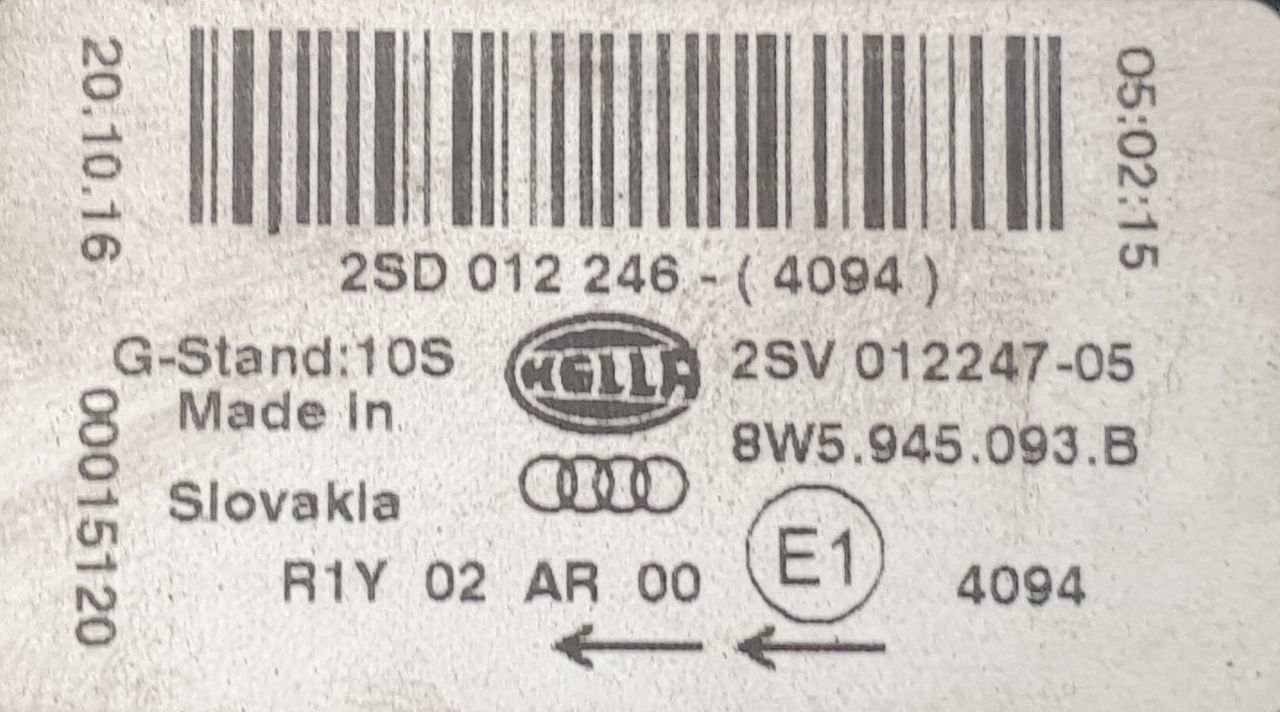 20.10.16
05:02:15
2SD 012 246 - ( 4094 )
G-Stand:10S
HELLA
2SV 012247-05
Made in
8W5.945.093.B
Slovakia
00015120
E1
R1Y 02 AR 00
4094